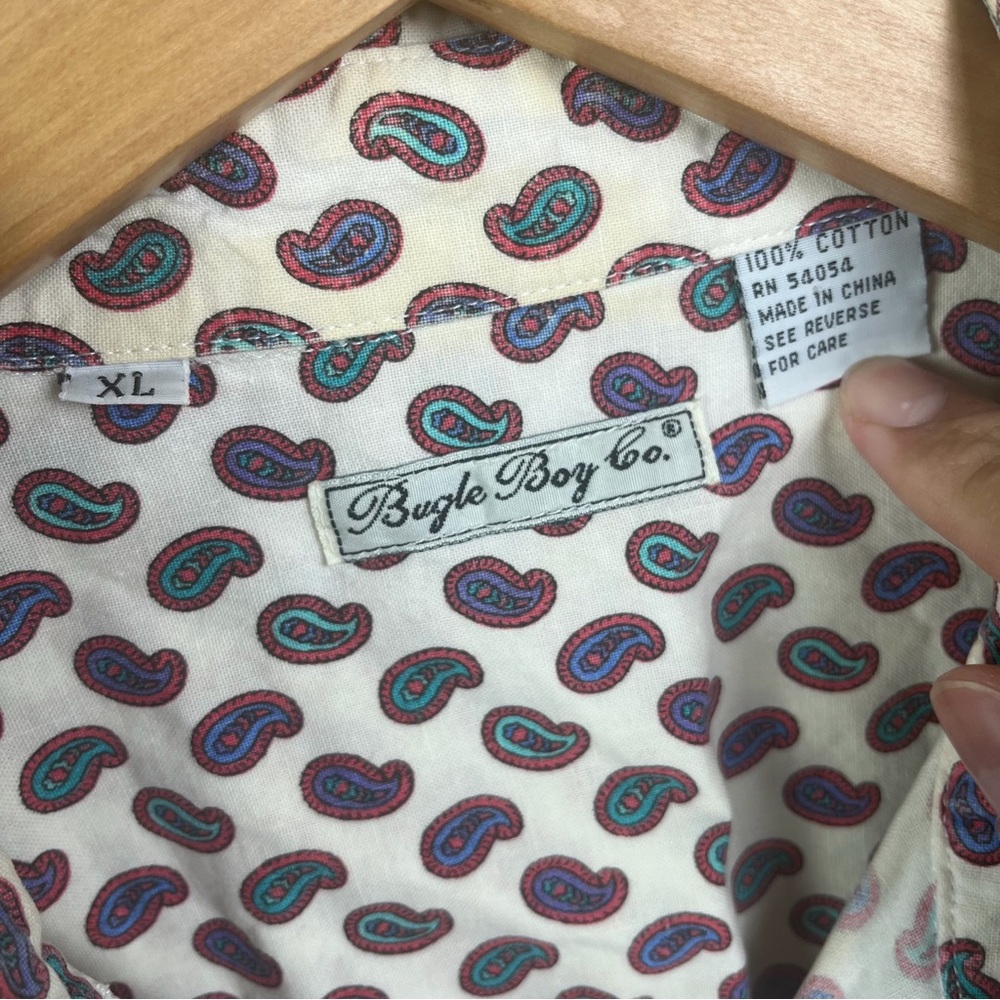 100% COTTON
RN 54054
MADE IN CHINA
SEE REVERSE
FOR CARE
XL
Bugle Boy Co.®